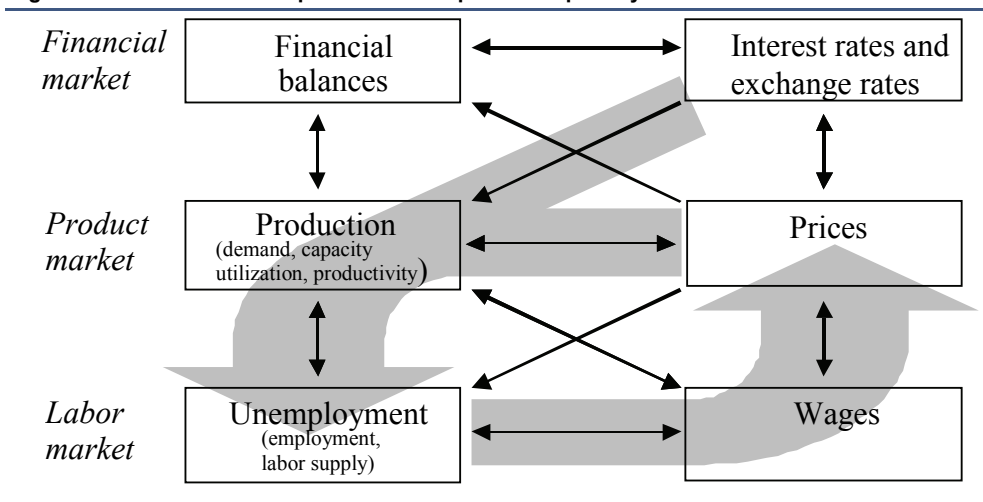 Financial
market
Financial
balances
Interest rates and
exchange rates
Product
market
Production
(demand, capacity
utilization, productivity)
Prices
Labor
market
Unemployment
(employment,
labor supply)
Wages